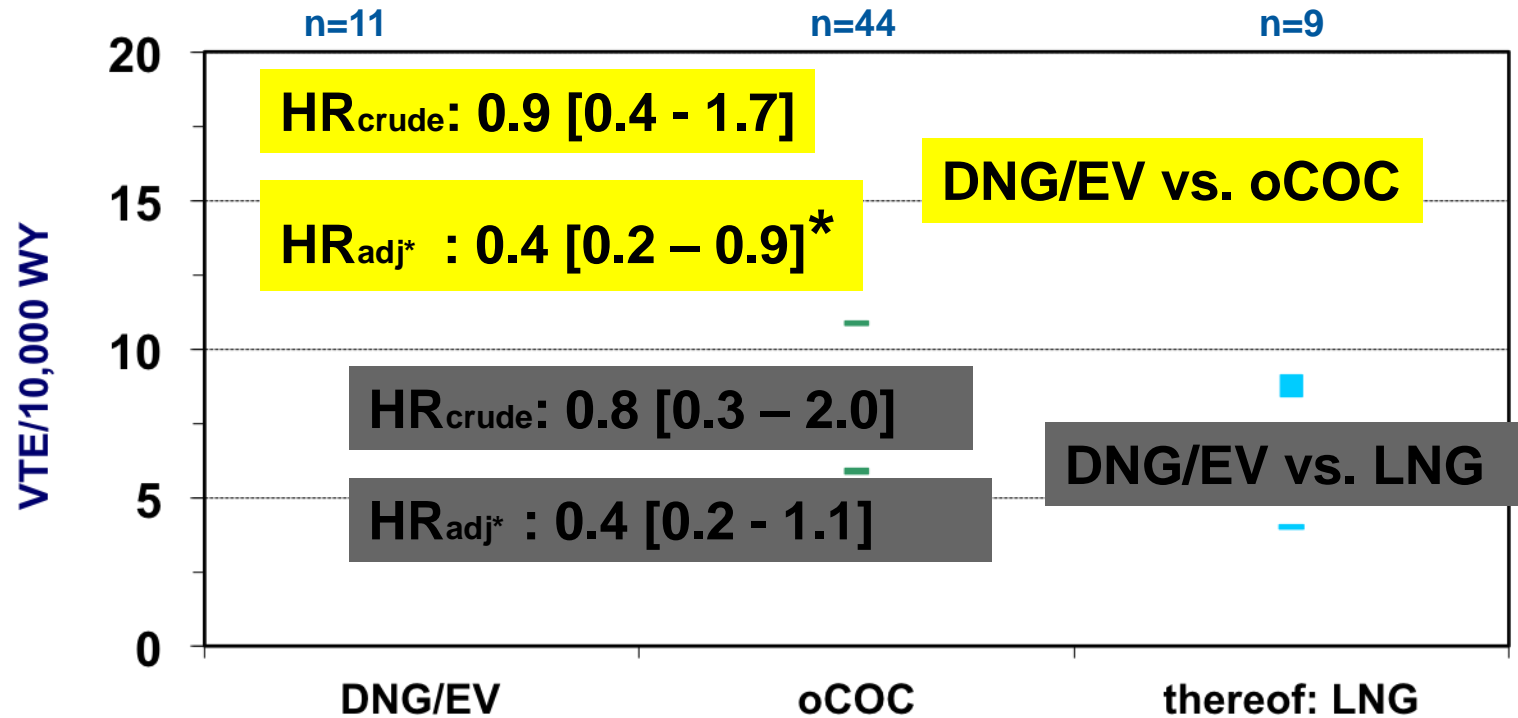 n=11 n=44 n=9
20
HRcrude: 0.9 [0.4 - 1.7]
DNG/EV vs. oCOC
15
HRadj* : 0.4 [0.2 – 0.9]*
VTE/10,000 WY
10
HRcrude: 0.8 [0.3 – 2.0]
DNG/EV vs. LNG
5
HRadj* : 0.4 [0.2 - 1.1]
0
DNG/EV oCOC thereof: LNG